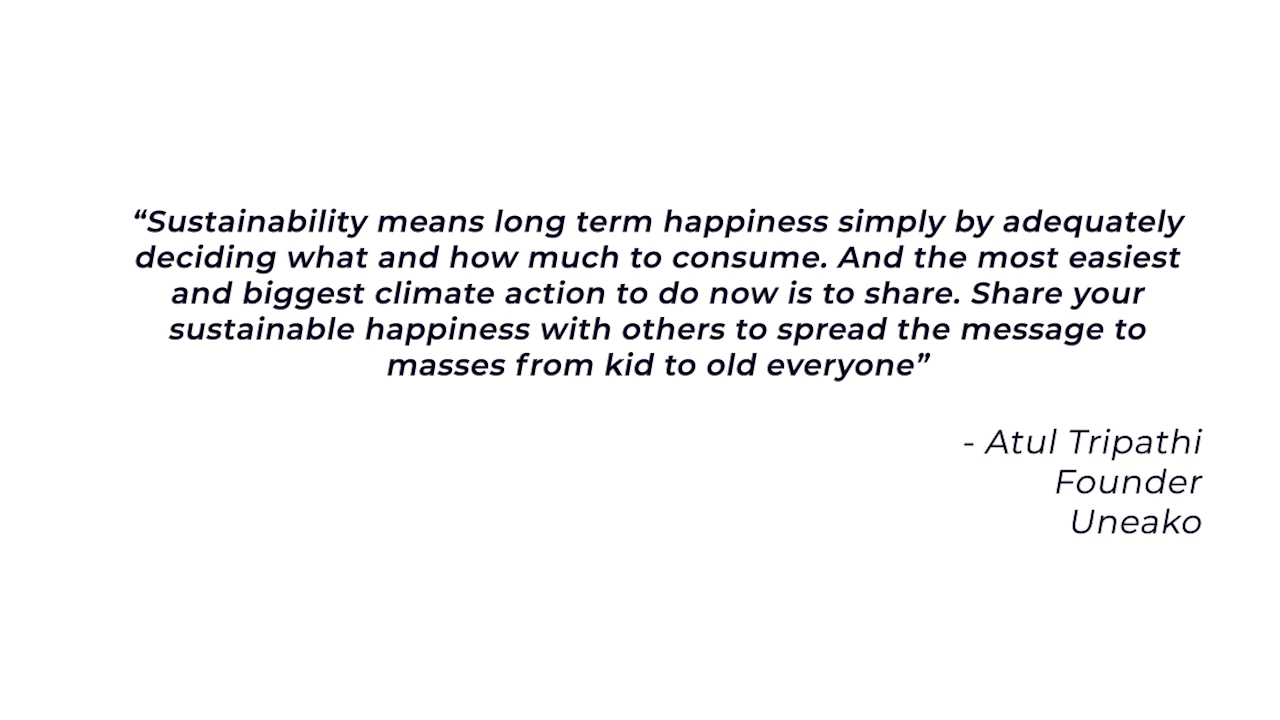 “Sustainability means long term happiness simply by adequately
deciding what and how much to consume. And the most easiest
and biggest climate action to do now is to share. Share your
sustainable happiness with others to spread the message to
masses from kid to old everyone”
- Atul Tripathi
Founder
Uneako